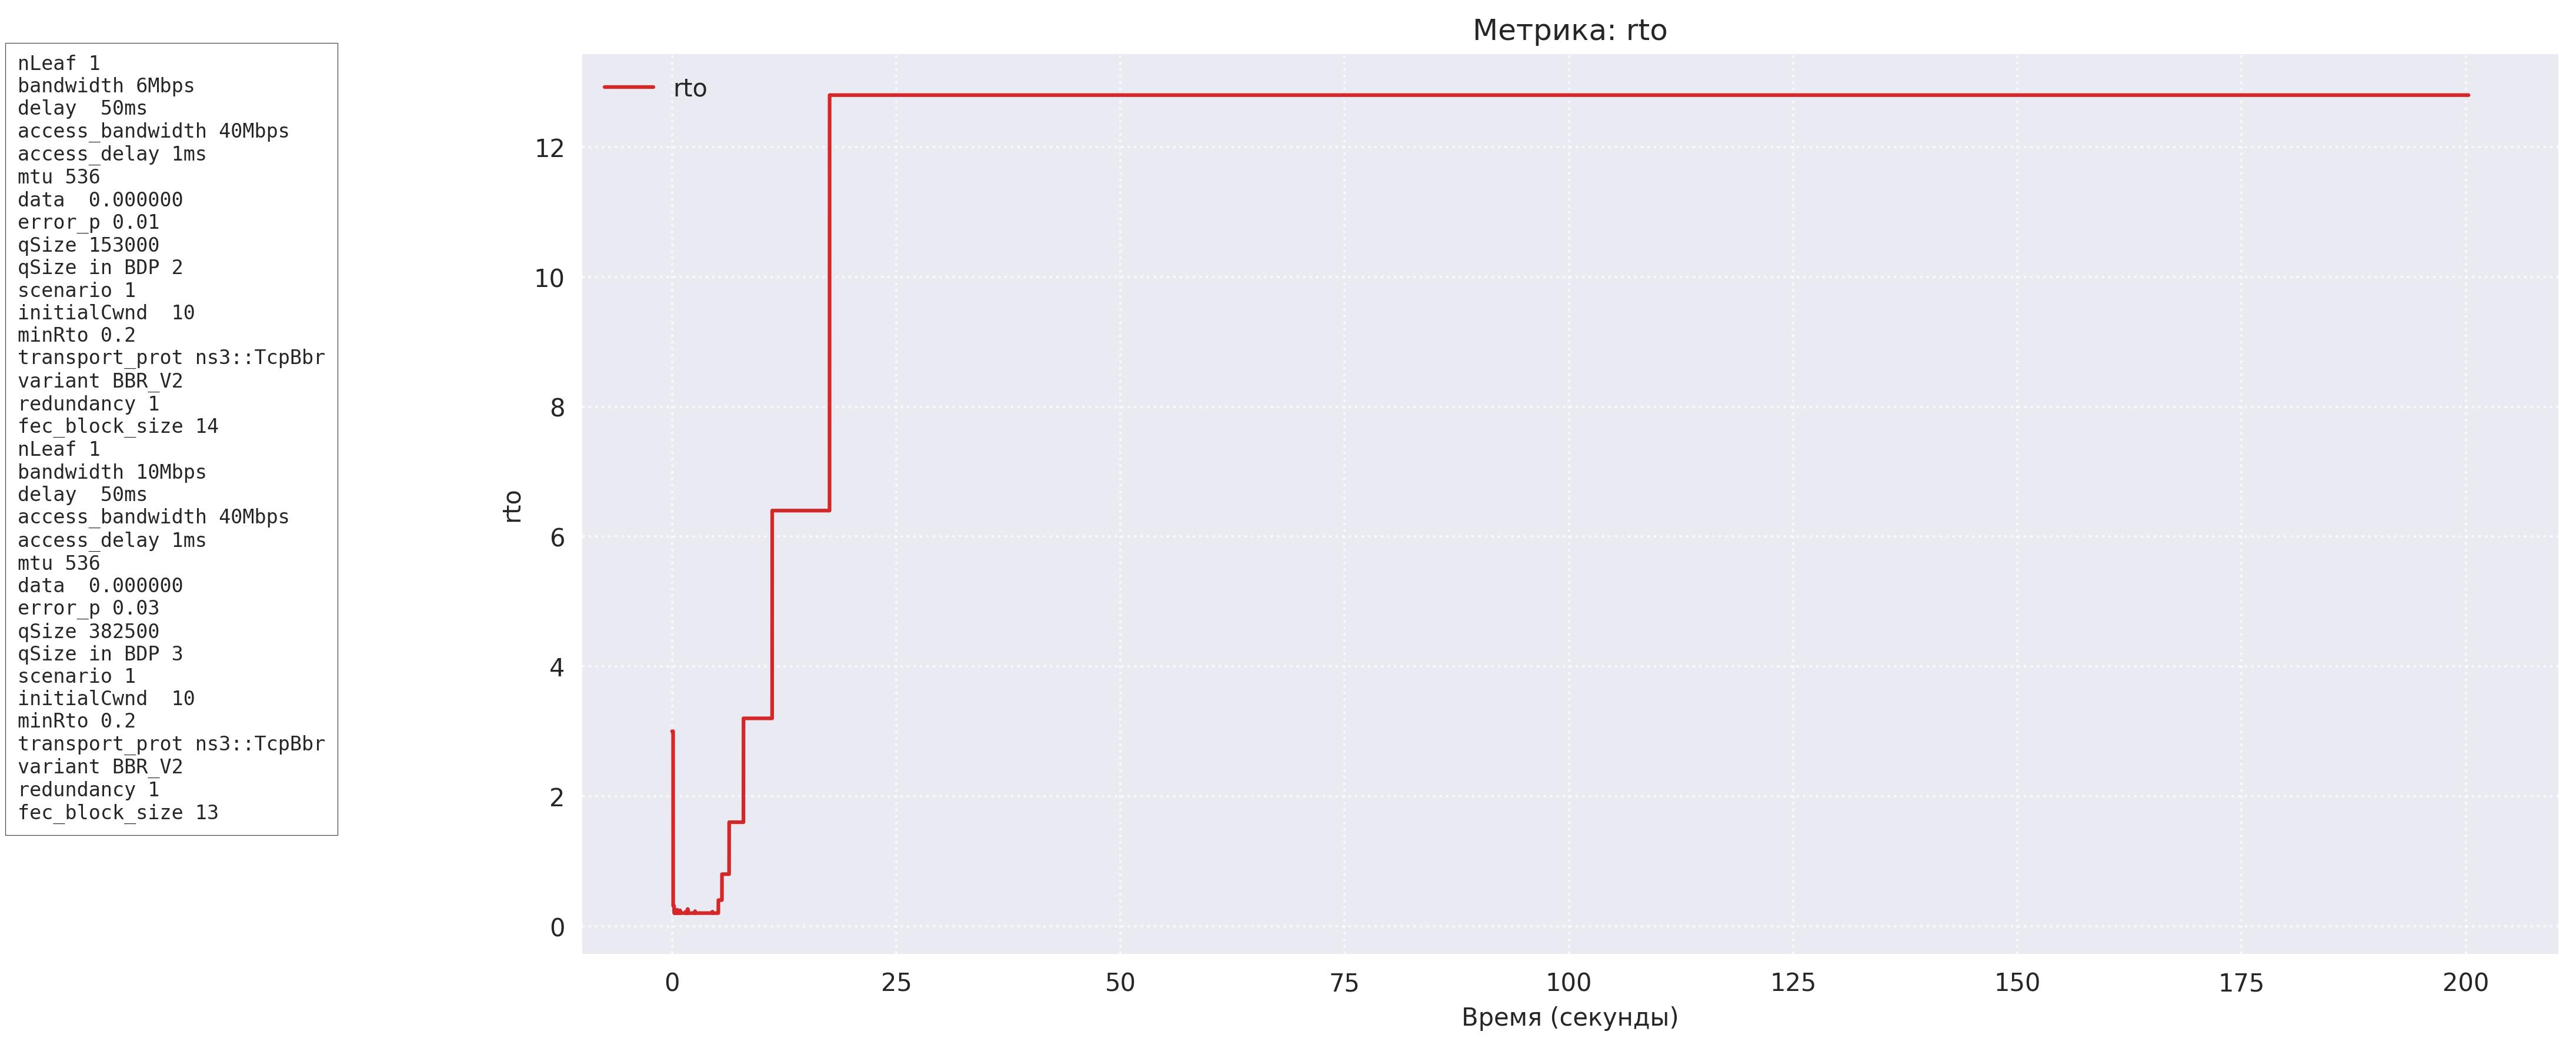 Метрика: rto
nLeaf 1
bandwidth 6Mbps
delay  50ms
access_bandwidth 40Mbps
access_delay 1ms
mtu 536
data  0.000000
error_p 0.01
qSize 153000
qSize in BDP 2
scenario 1
initialCwnd  10
minRto 0.2
transport_prot ns3::TcpBbr
variant BBR_V2
redundancy 1
fec_block_size 14
nLeaf 1
bandwidth 10Mbps
delay  50ms
access_bandwidth 40Mbps
access_delay 1ms
mtu 536
data  0.000000
error_p 0.03
qSize 382500
qSize in BDP 3
scenario 1
initialCwnd  10
minRto 0.2
transport_prot ns3::TcpBbr
variant BBR_V2
redundancy 1
fec_block_size 13
rto
rto
12
10
8
6
4
2
0
0 25 50 75 100 125 150 175 200
Время (секунды)